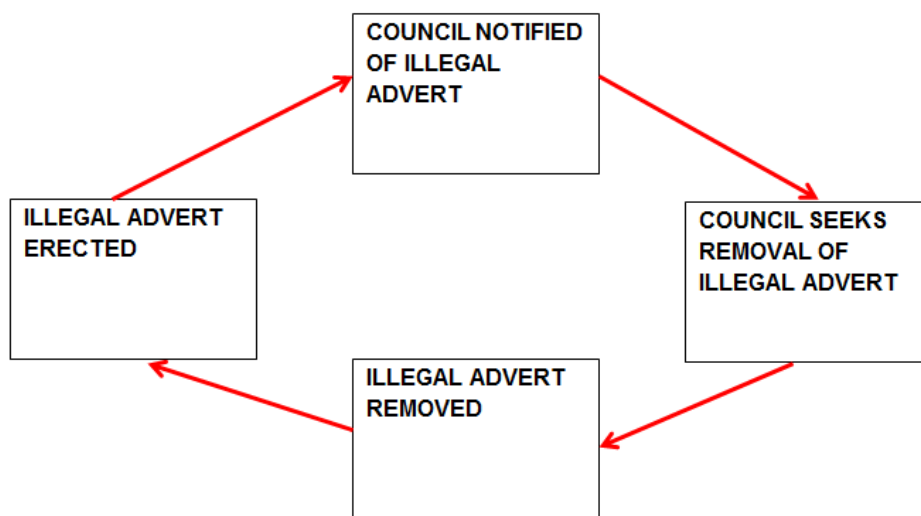 COUNCIL NOTIFIED
OF ILLEGAL
ADVERT
ILLEGAL ADVERT
ERECTED
COUNCIL SEEKS
REMOVAL OF
ILLEGAL ADVERT
ILLEGAL ADVERT
REMOVED